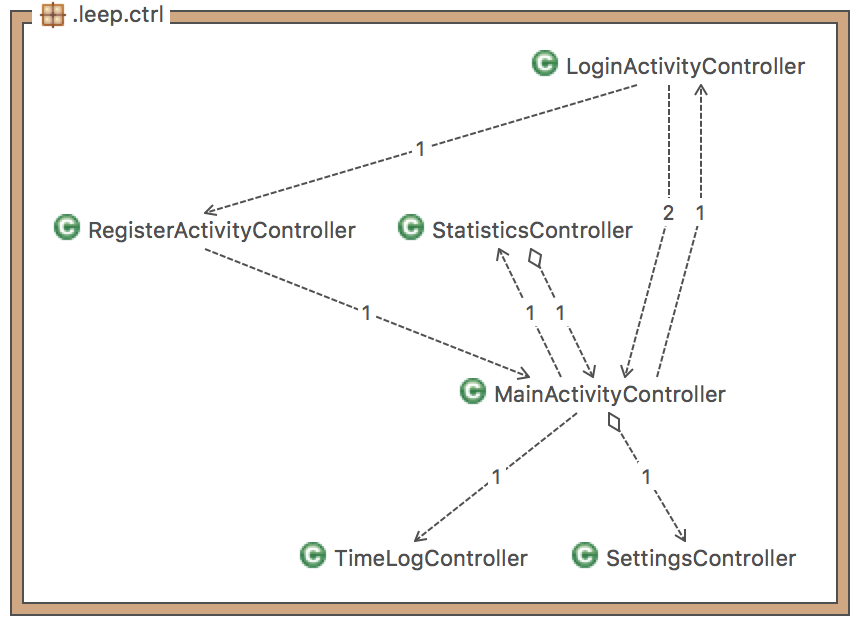 .leep.ctrl
C LoginActivityController
1
C RegisterActivityController
C StatisticsController
2 1
1
1 1
C MainActivityController
1
1
C TimeLogController
C SettingsController